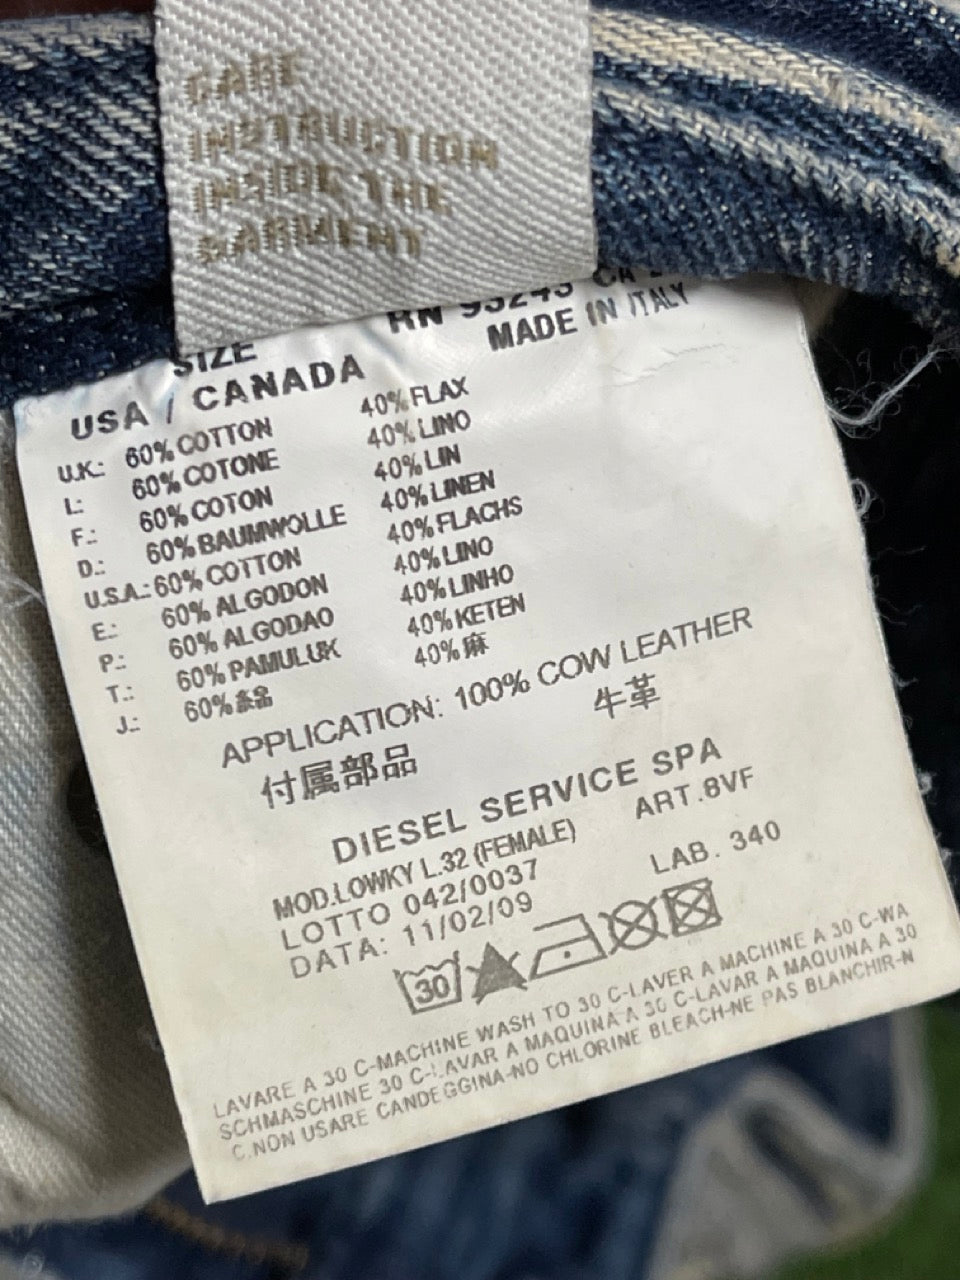 CARE
INSTRUCTION
INSIDE THE
GARMENT
RN 93243 CA
SIZE MADE IN ITALY
USA / CANADA
U.K.: 60% COTTON 40% FLAX
I.: 60% COTONE 40% LINO
F.: 60% COTON 40% LIN
D.: 60% BAUMWOLLE 40% LINEN
U.S.A.: 60% COTTON 40% FLACHS
E.: 60% ALGODON 40% LINO
P.: 60% ALGODAO 40% LINHO
T.: 60% PAMULUK 40% KETEN
J.: 60% 綿 40% 麻
APPLICATION: 100% COW LEATHER
付属部品 牛革
DIESEL SERVICE SPA
MOD.LOWKY L.32 (FEMALE) ART.8VF
LOTTO 042/0037
DATA: 11/02/09 LAB. 340
30
LAVARE A 30 C-MACHINE WASH TO 30 C-LAVER A MACHINE A 30 C-WA
SCHMASCHINE 30 C-LAVAR A MAQUINA A 30 C-LAVAR A MAQUINA A 30
C.NON USARE CANDEGGINA-NO CHLORINE BLEACH-NE PAS BLANCHIR-N